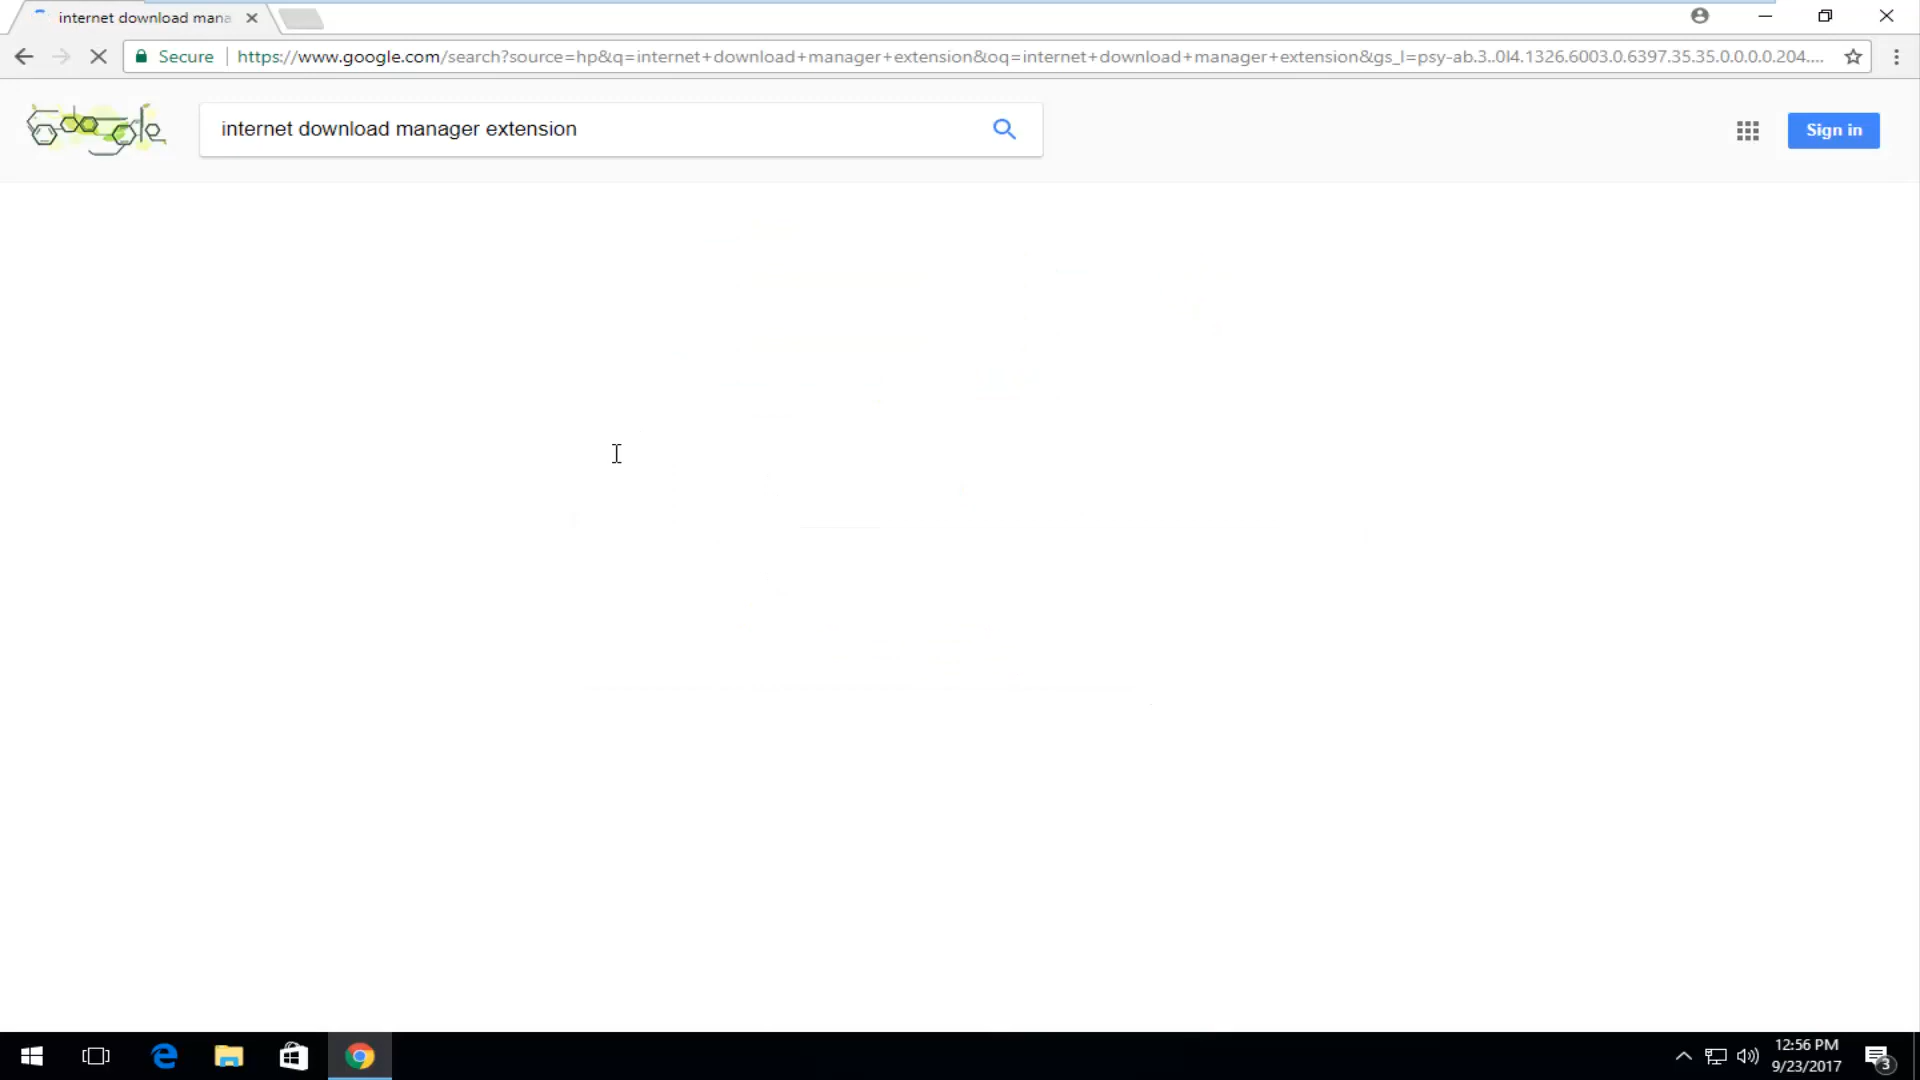 internet download mana
Secure
https://www.google.com/search?source=hp&q=internet+download+manager+extension&oq=internet+download+manager+extension&gs_l=psy-ab.3..0l4.1326.6003.0.6397.35.35.0.0.0.0.204....
Google
internet download manager extension
Sign in
12:56 PM
9/23/2017
3